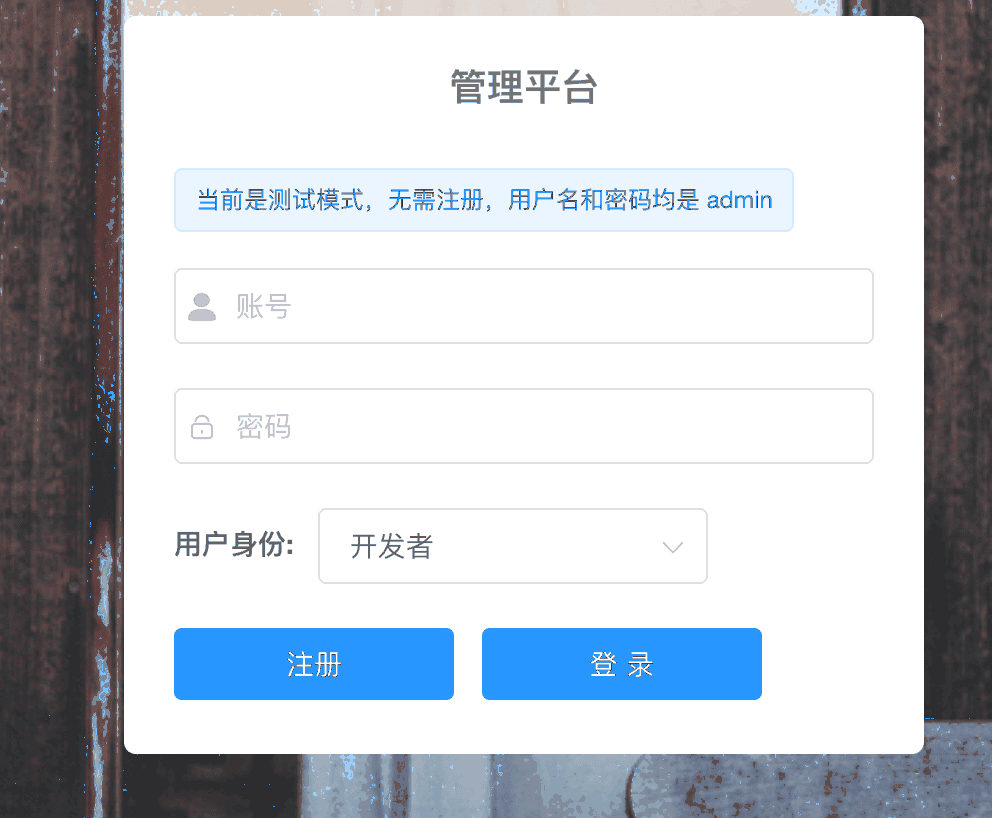 管理平台
当前是测试模式，无需注册，用户名和密码均是 admin
账号
密码
用户身份: 开发者
注册 登 录